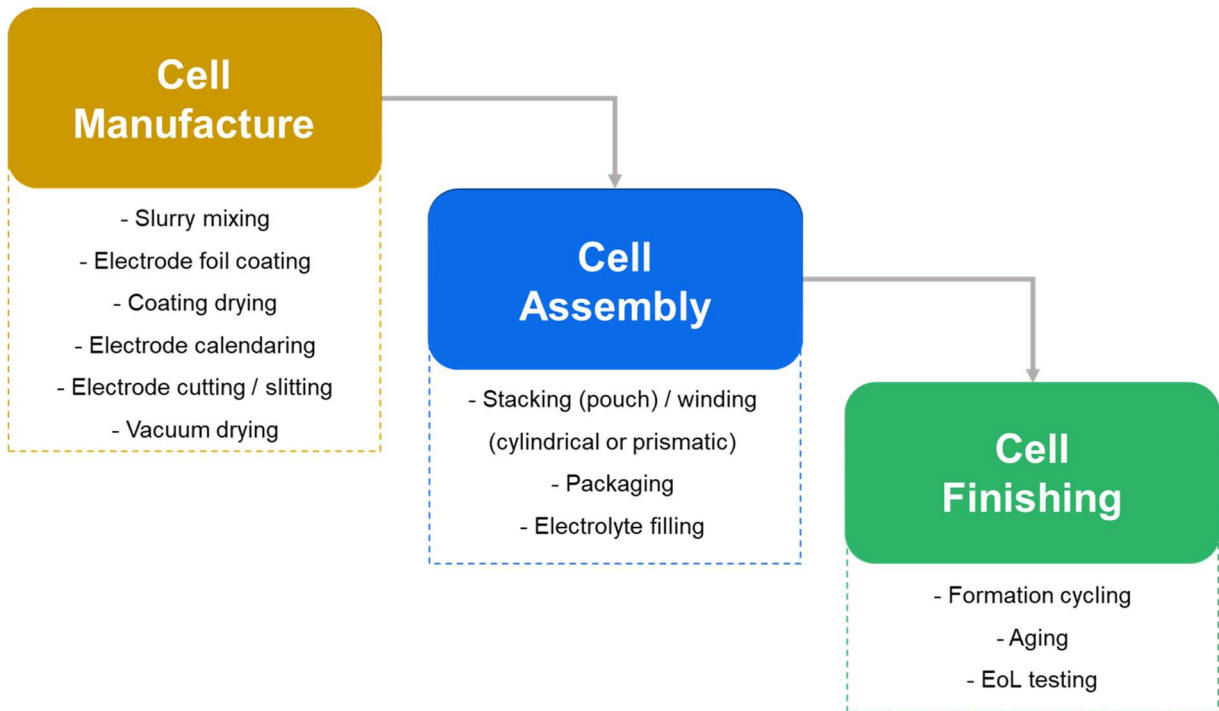 Cell
Manufacture
- Slurry mixing
- Electrode foil coating
- Coating drying
- Electrode calendaring
- Electrode cutting / slitting
- Vacuum drying
Cell
Assembly
- Stacking (pouch) / winding
(cylindrical or prismatic)
- Packaging
- Electrolyte filling
Cell
Finishing
- Formation cycling
- Aging
- EoL testing